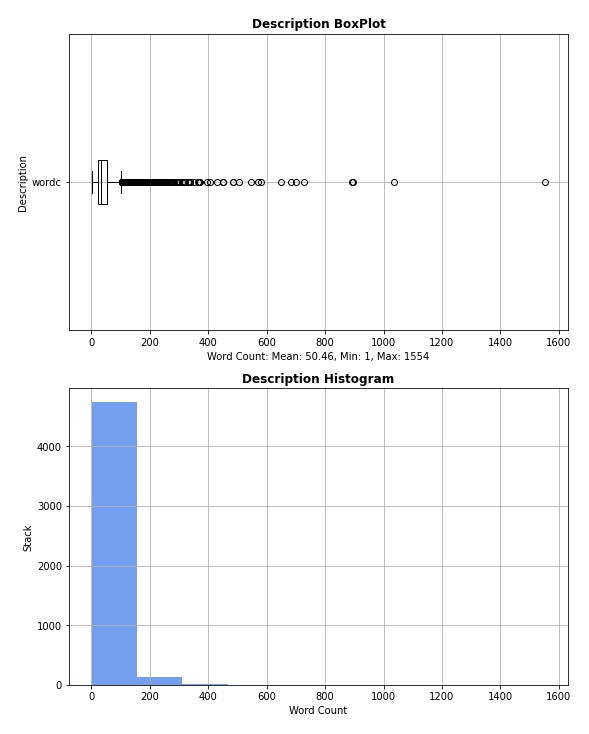 Description BoxPlot
Description
wordc
0 200 400 600 800 1000 1200 1400 1600
Word Count: Mean: 50.46, Min: 1, Max: 1554
Description Histogram
Stack
4000
3000
2000
1000
0
0 200 400 600 800 1000 1200 1400 1600
Word Count